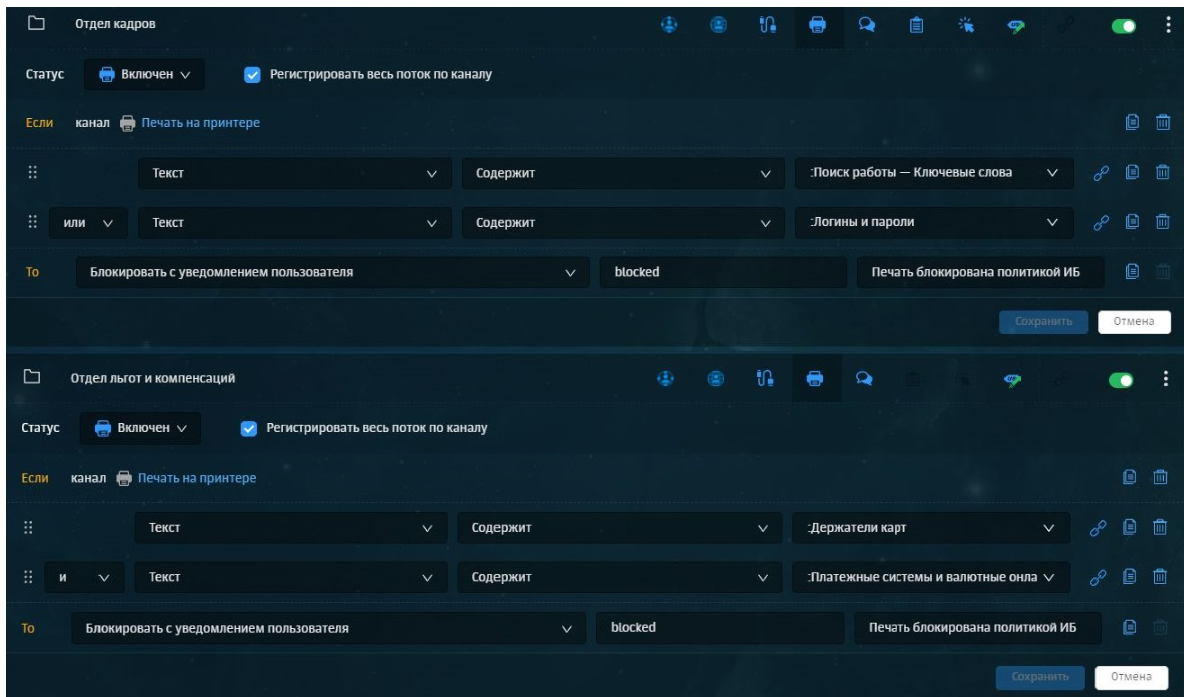 Отдел кадров
Статус Включен Регистрировать весь поток по каналу
Если канал Печать на принтере
Текст Содержит :Поиск работы — Ключевые слова
или Текст Содержит :Логины и пароли
То Блокировать с уведомлением пользователя blocked Печать блокирована политикой ИБ
Сохранить Отмена
Отдел льгот и компенсаций
Статус Включен Регистрировать весь поток по каналу
Если канал Печать на принтере
Текст Содержит :Держатели карт
и Текст Содержит :Платежные системы и валютные онла
То Блокировать с уведомлением пользователя blocked Печать блокирована политикой ИБ
Сохранить Отмена